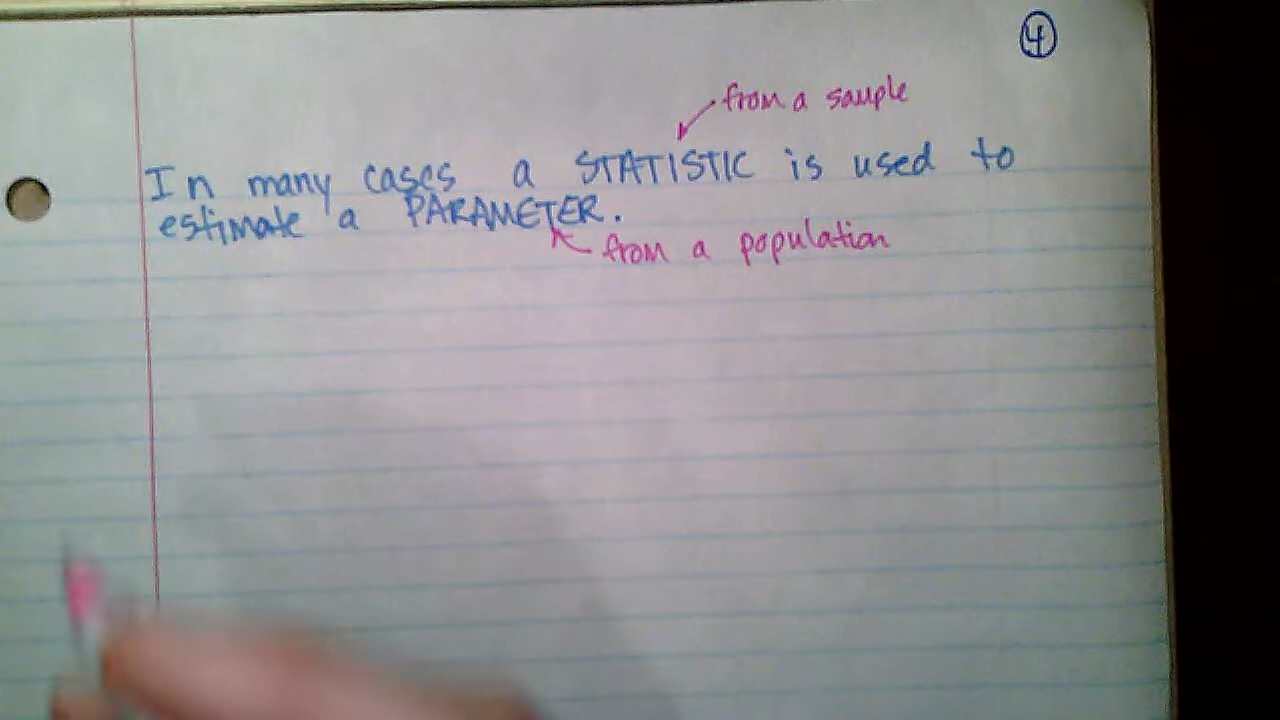 4
from a sample
In many cases a STATISTIC is used to
estimate a PARAMETER.
from a population